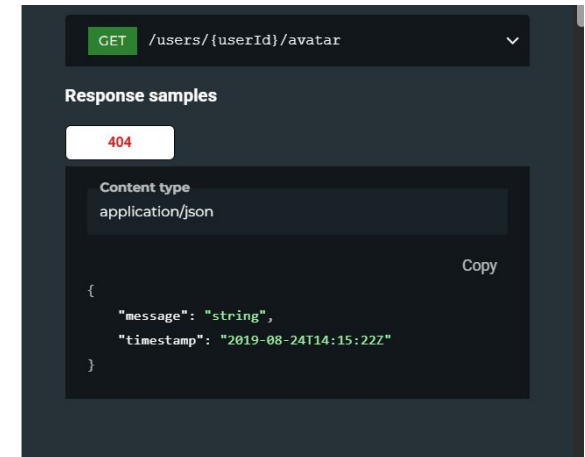 GET /users/{userId}/avatar
Response samples
404
Content type
application/json
Copy
{
"message": "string",
"timestamp": "2019-08-24T14:15:22Z"
}